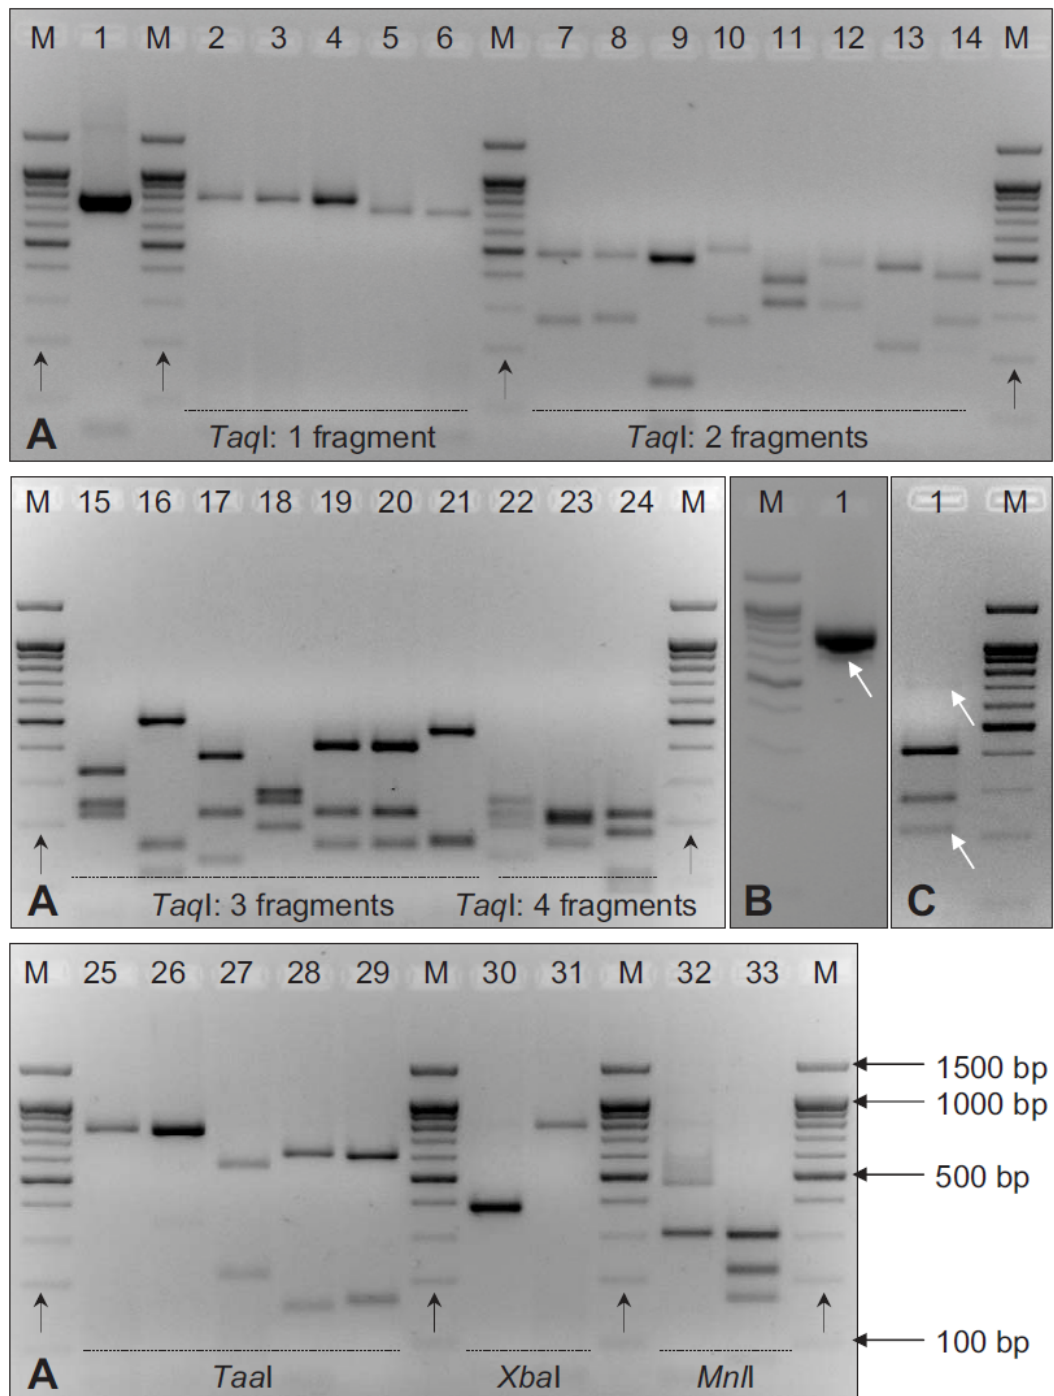 M 1 M 2 3 4 5 6 M 7 8 9 10 11 12 13 14 M
A TaqI: 1 fragment TaqI: 2 fragments
M 15 16 17 18 19 20 21 22 23 24 M
A TaqI: 3 fragments TaqI: 4 fragments
M 1
B
1 M
C
M 25 26 27 28 29 M 30 31 M 32 33 M
1500 bp
1000 bp
500 bp
100 bp
A TaaI XbaI MnlI